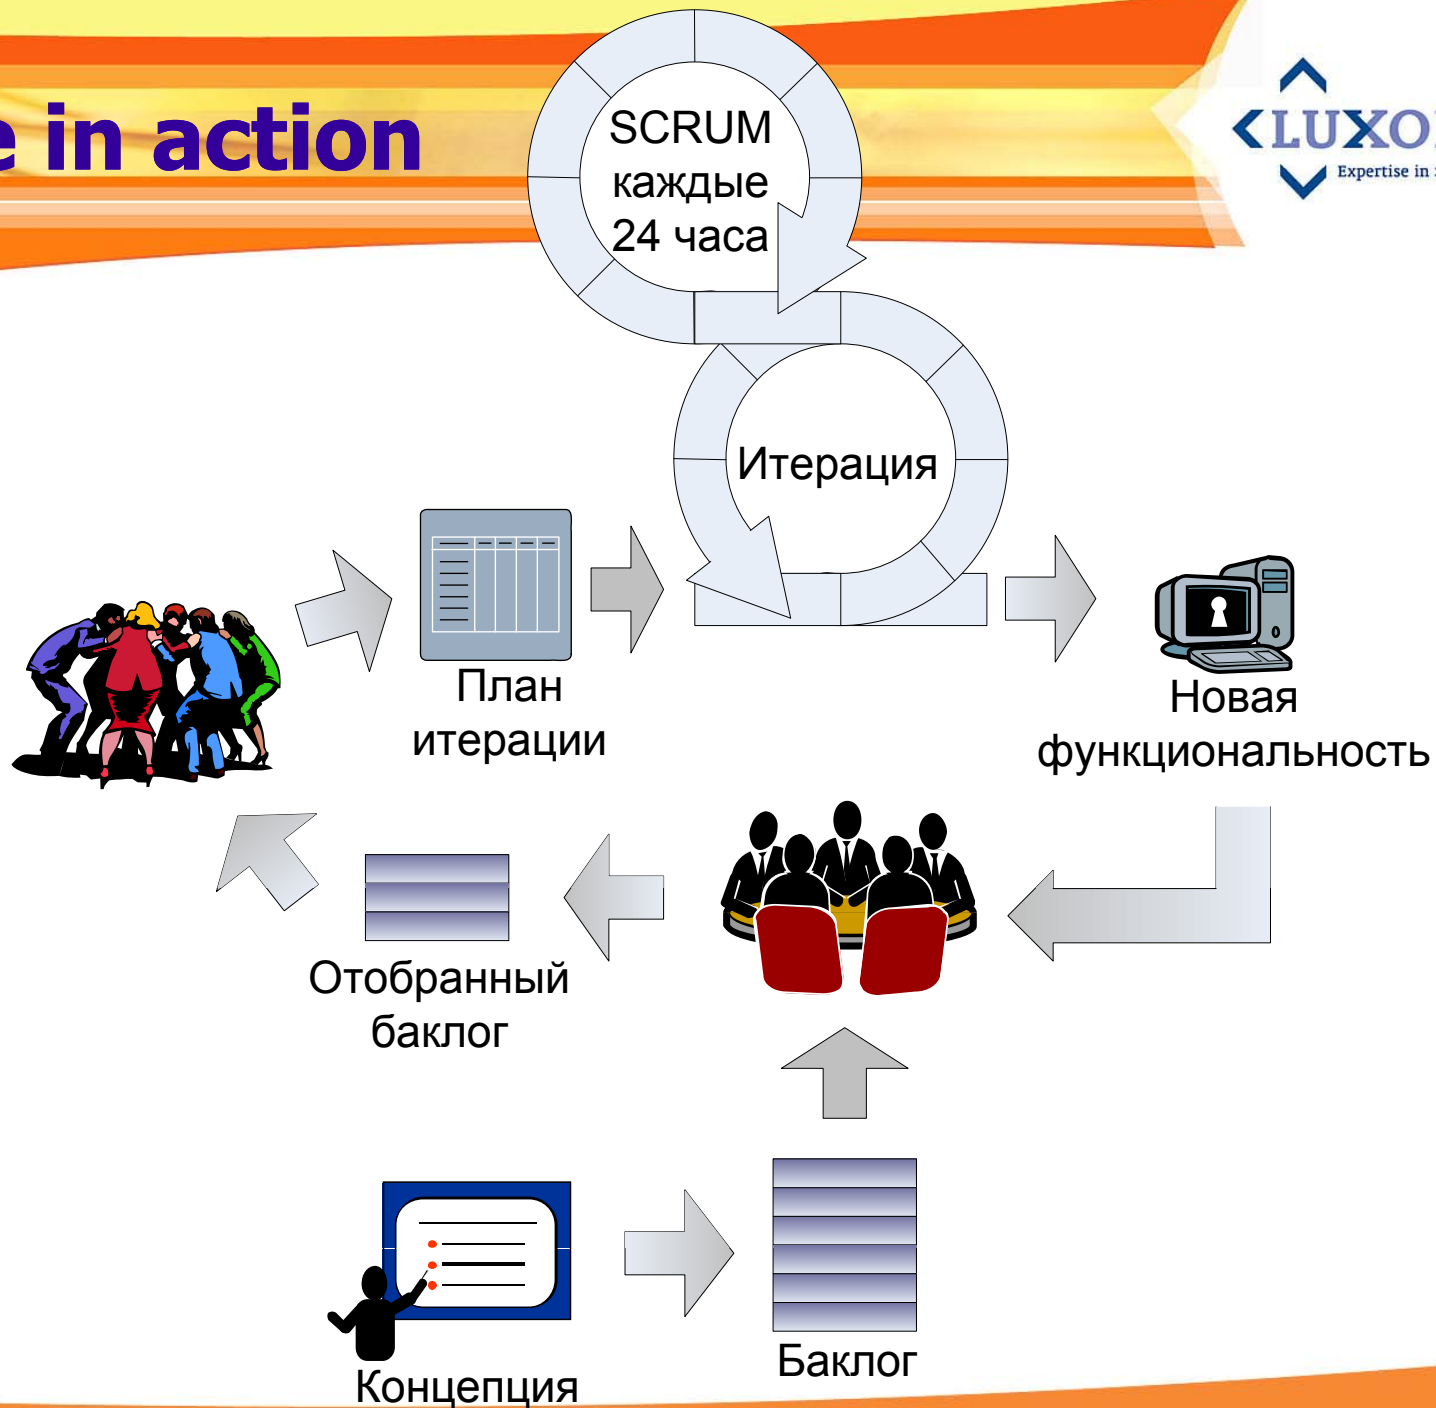 e in action
LUXO
Expertise in
SCRUM
каждые
24 часа
Итерация
План
итерации
Новая
функциональность
Отобранный
баклог
Концепция
Баклог